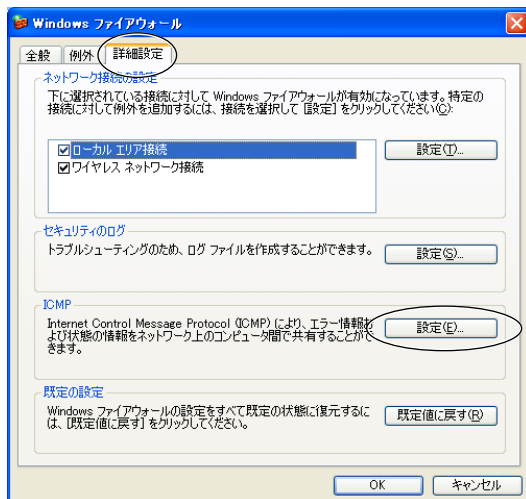 Windows ファイアウォール
全般 例外 詳細設定
ネットワーク接続の設定
下に選択されている接続に対して Windows ファイアウォールが有効になっています。特定の
接続に対して例外を追加するには、接続を選択して [設定] をクリックしてください(C):
ローカル エリア接続
ワイヤレス ネットワーク接続
設定(T)...
セキュリティのログ
トラブルシューティングのため、ログ ファイルを作成することができます。
設定(S)...
ICMP
Internet Control Message Protocol (ICMP) により、エラー情報お
よび状態の情報をネットワーク上のコンピュータ間で共有することがで
きます。
設定(E)...
既定の設定
Windows ファイアウォールの設定をすべて既定の状態に復元するに
は、[既定値に戻す] をクリックしてください。
既定値に戻す(R)
OK キャンセル